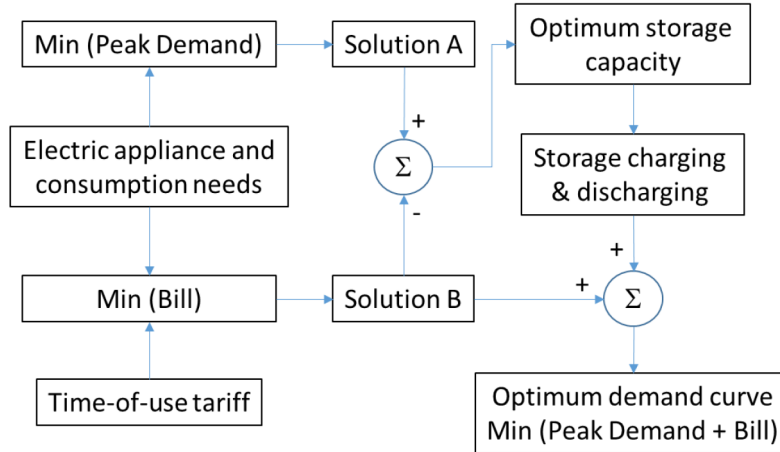 Min (Peak Demand)
Solution A
Optimum storage
capacity
+
Electric appliance and
consumption needs
Σ
Storage charging
& discharging
-
+
Min (Bill)
Solution B
+
Σ
Time-of-use tariff
Optimum demand curve
Min (Peak Demand + Bill)